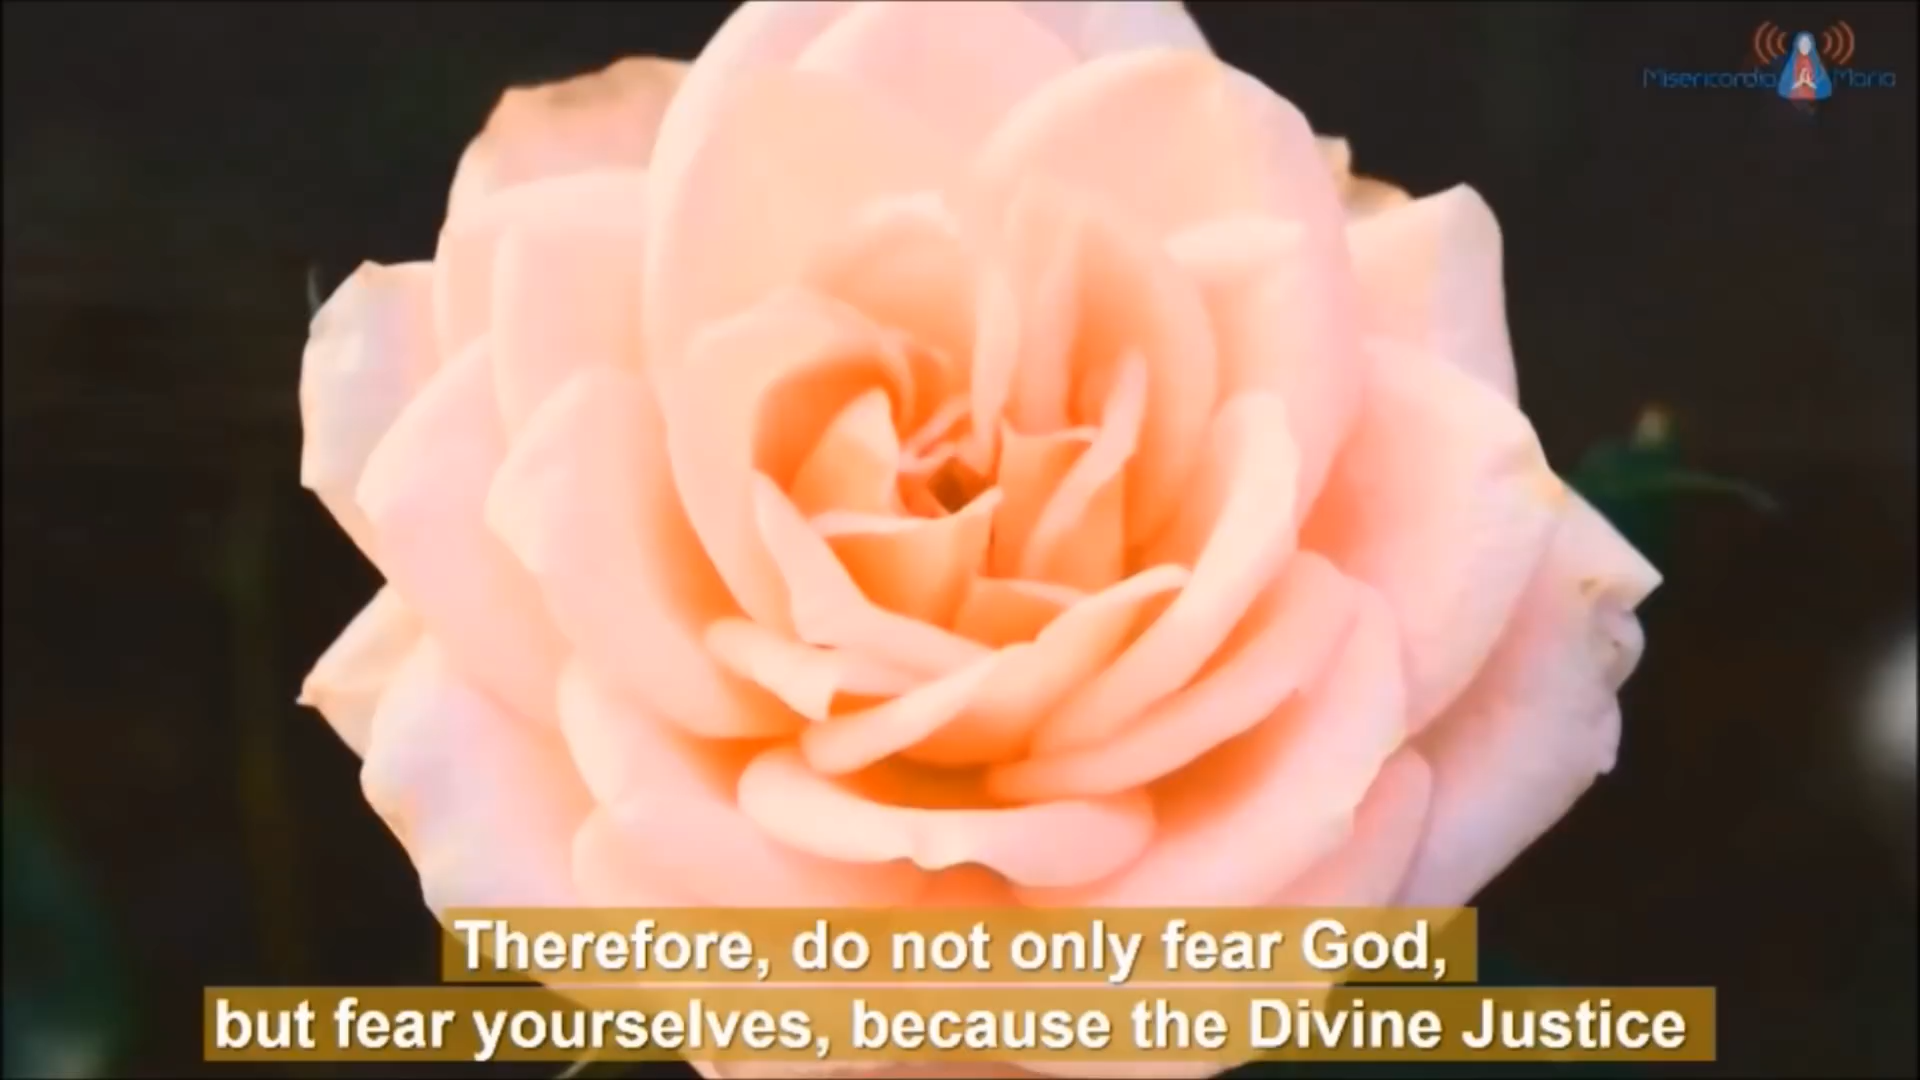 Misericordia Maria
Therefore, do not only fear God,
but fear yourselves, because the Divine Justice